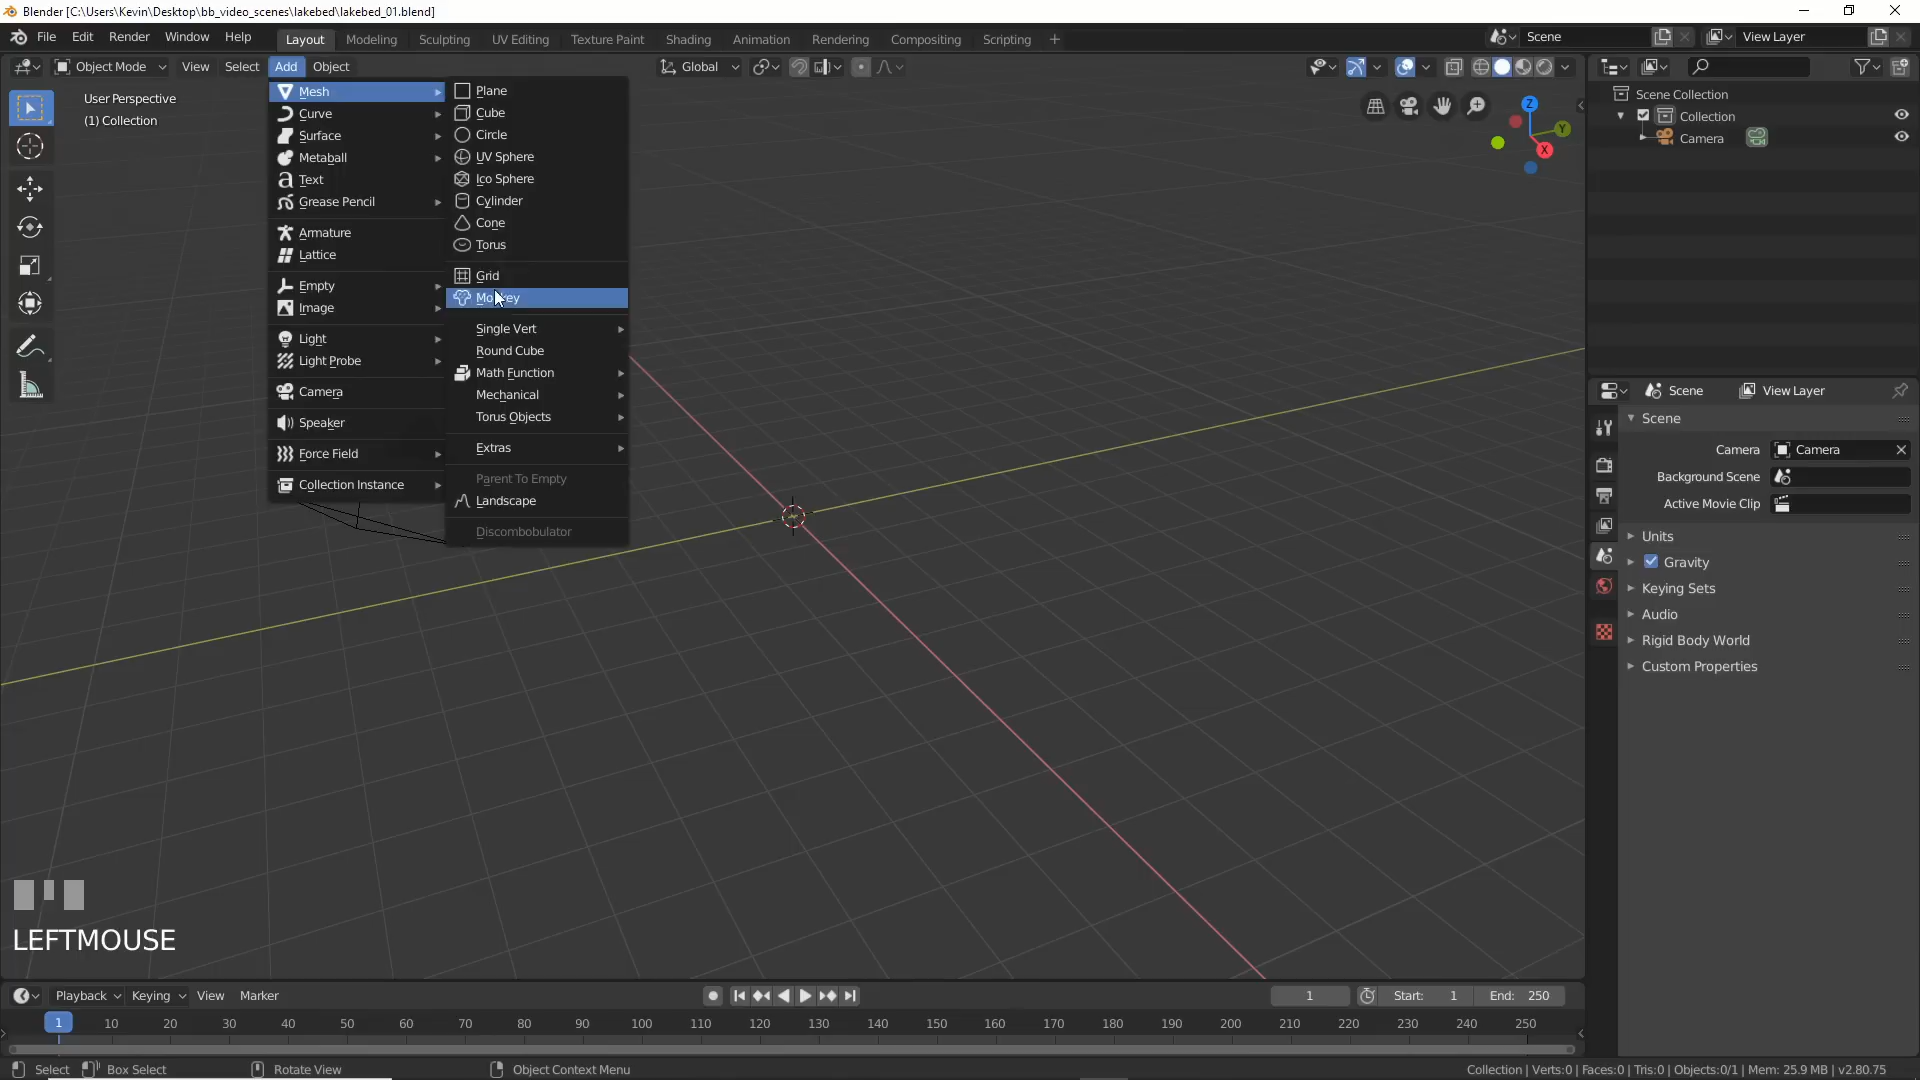 Blender [C:\Users\Kevin\Desktop\bb_video_scenes\lakebed\lakebed_01.blend]
File Edit Render Window Help Layout Modeling Sculpting UV Editing Texture Paint Shading Animation Rendering Compositing Scripting + Scene View Layer
Object Mode View Select Add Object Global
User Perspective
(1) Collection
Mesh
Curve
Surface
Metaball
Text
Grease Pencil
Armature
Lattice
Empty
Image
Light
Light Probe
Camera
Speaker
Force Field
Collection Instance
Plane
Cube
Circle
UV Sphere
Ico Sphere
Cylinder
Cone
Torus
Grid
Monkey
Single Vert
Round Cube
Math Function
Mechanical
Torus Objects
Extras
Parent To Empty
Landscape
Discombobulator
Z
Y
X
Scene Collection
Collection
Camera
Scene View Layer
Scene
Camera Camera
Background Scene
Active Movie Clip
Units
Gravity
Keying Sets
Audio
Rigid Body World
Custom Properties
LEFTMOUSE
Playback Keying View Marker 1 Start: 1 End: 250
1 10 20 30 40 50 60 70 80 90 100 110 120 130 140 150 160 170 180 190 200 210 220 230 240 250
Select Box Select Rotate View Object Context Menu Collection | Verts:0 | Faces:0 | Tris:0 | Objects:0/1 | Mem: 25.9 MB | v2.80.75